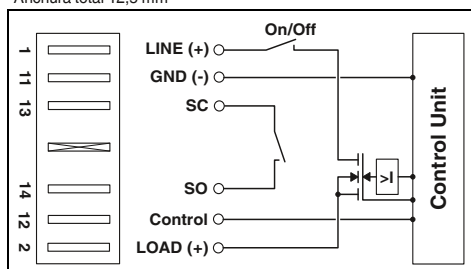 Anchura total 12,5 mm
On/Off
1 LINE (+)
11 GND (-)
13 SC
14 SO
12 Control
2 LOAD (+)
>I
Control Unit